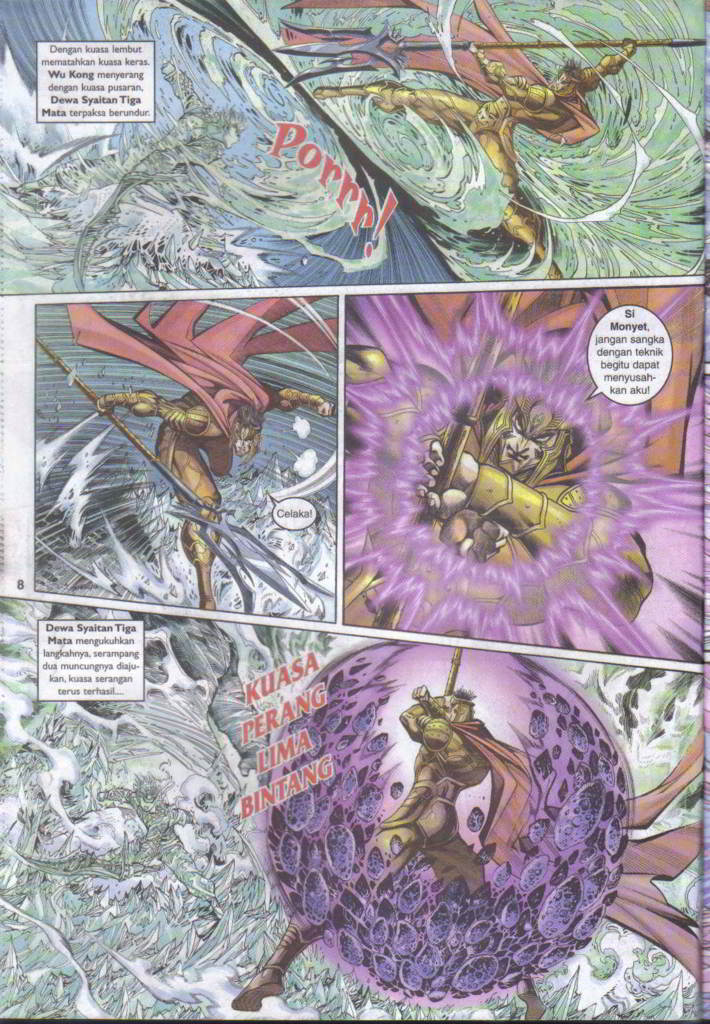 Dengan kuasa lembut
mematahkan kuasa keras.
Wu Kong menyerang
dengan kuasa pusaran,
Dewa Syaitan Tiga
Mata terpaksa berundur.
Porrr!
Celaka!
Si
Monyet,
jangan sangka
dengan teknik
begitu dapat
menyusah-
kan aku!
8
Dewa Syaitan Tiga
Mata mengukuhkan
langkahnya, serampang
dua muncungnya diaju-
kan, kuasa serangan
terus terhasil....
KUASA
PERANG
LIMA
BINTANG